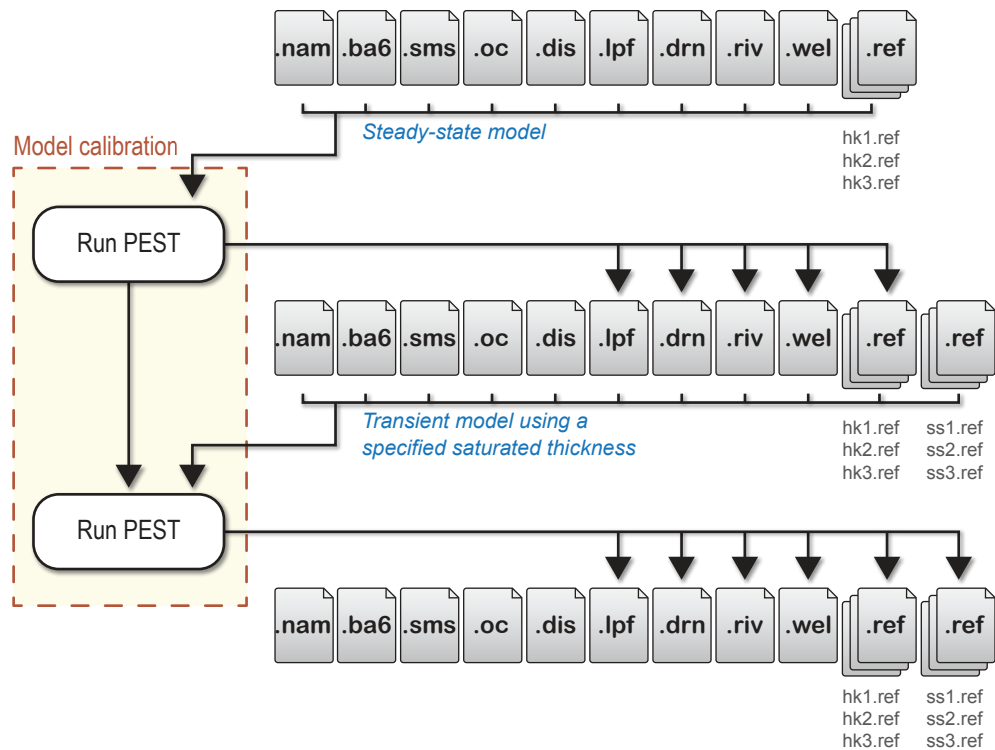 .nam .ba6 .sms .oc .dis .lpf .drn .riv .wel .ref
Steady-state model
hk1.ref
hk2.ref
hk3.ref
Model calibration
Run PEST
.nam .ba6 .sms .oc .dis .lpf .drn .riv .wel .ref .ref
Transient model using a
specified saturated thickness
hk1.ref ss1.ref
hk2.ref ss2.ref
hk3.ref ss3.ref
Run PEST
.nam .ba6 .sms .oc .dis .lpf .drn .riv .wel .ref .ref
hk1.ref ss1.ref
hk2.ref ss2.ref
hk3.ref ss3.ref